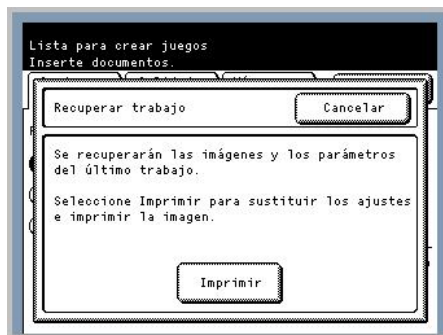 Lista para crear juegos
Inserte documentos.
Recuperar trabajo
Cancelar
Se recuperarán las imágenes y los parámetros
del último trabajo.
Seleccione Imprimir para sustituir los ajustes
e imprimir la imagen.
Imprimir